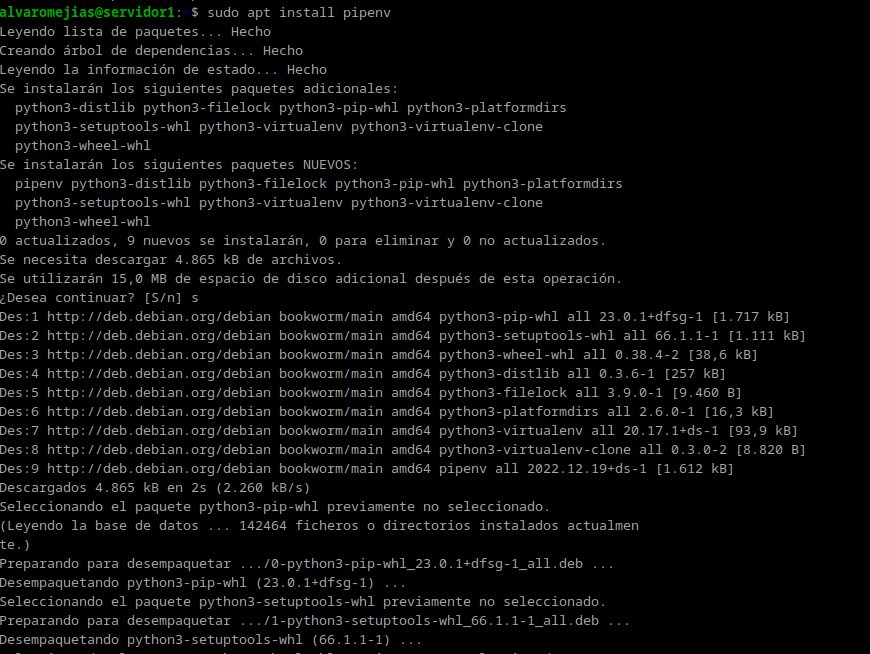 alvaromejias@servidor1:~$ sudo apt install pipenv
Leyendo lista de paquetes... Hecho
Creando árbol de dependencias... Hecho
Leyendo la información de estado... Hecho
Se instalarán los siguientes paquetes adicionales:
  python3-distlib python3-filelock python3-pip-whl python3-platformdirs
  python3-setuptools-whl python3-virtualenv python3-virtualenv-clone
  python3-wheel-whl
Se instalarán los siguientes paquetes NUEVOS:
  pipenv python3-distlib python3-filelock python3-pip-whl python3-platformdirs
  python3-setuptools-whl python3-virtualenv python3-virtualenv-clone
  python3-wheel-whl
0 actualizados, 9 nuevos se instalarán, 0 para eliminar y 0 no actualizados.
Se necesita descargar 4.865 kB de archivos.
Se utilizarán 15,0 MB de espacio de disco adicional después de esta operación.
¿Desea continuar? [S/n] s
Des:1 http://deb.debian.org/debian bookworm/main amd64 python3-pip-whl all 23.0.1+dfsg-1 [1.717 kB]
Des:2 http://deb.debian.org/debian bookworm/main amd64 python3-setuptools-whl all 66.1.1-1 [1.111 kB]
Des:3 http://deb.debian.org/debian bookworm/main amd64 python3-wheel-whl all 0.38.4-2 [38,6 kB]
Des:4 http://deb.debian.org/debian bookworm/main amd64 python3-distlib all 0.3.6-1 [257 kB]
Des:5 http://deb.debian.org/debian bookworm/main amd64 python3-filelock all 3.9.0-1 [9.460 B]
Des:6 http://deb.debian.org/debian bookworm/main amd64 python3-platformdirs all 2.6.0-1 [16,3 kB]
Des:7 http://deb.debian.org/debian bookworm/main amd64 python3-virtualenv all 20.17.1+ds-1 [93,9 kB]
Des:8 http://deb.debian.org/debian bookworm/main amd64 python3-virtualenv-clone all 0.3.0-2 [8.820 B]
Des:9 http://deb.debian.org/debian bookworm/main amd64 pipenv all 2022.12.19+ds-1 [1.612 kB]
Descargados 4.865 kB en 2s (2.260 kB/s)
Seleccionando el paquete python3-pip-whl previamente no seleccionado.
(Leyendo la base de datos ... 142464 ficheros o directorios instalados actualmen
te.)
Preparando para desempaquetar .../0-python3-pip-whl_23.0.1+dfsg-1_all.deb ...
Desempaquetando python3-pip-whl (23.0.1+dfsg-1) ...
Seleccionando el paquete python3-setuptools-whl previamente no seleccionado.
Preparando para desempaquetar .../1-python3-setuptools-whl_66.1.1-1_all.deb ...
Desempaquetando python3-setuptools-whl (66.1.1-1) ...